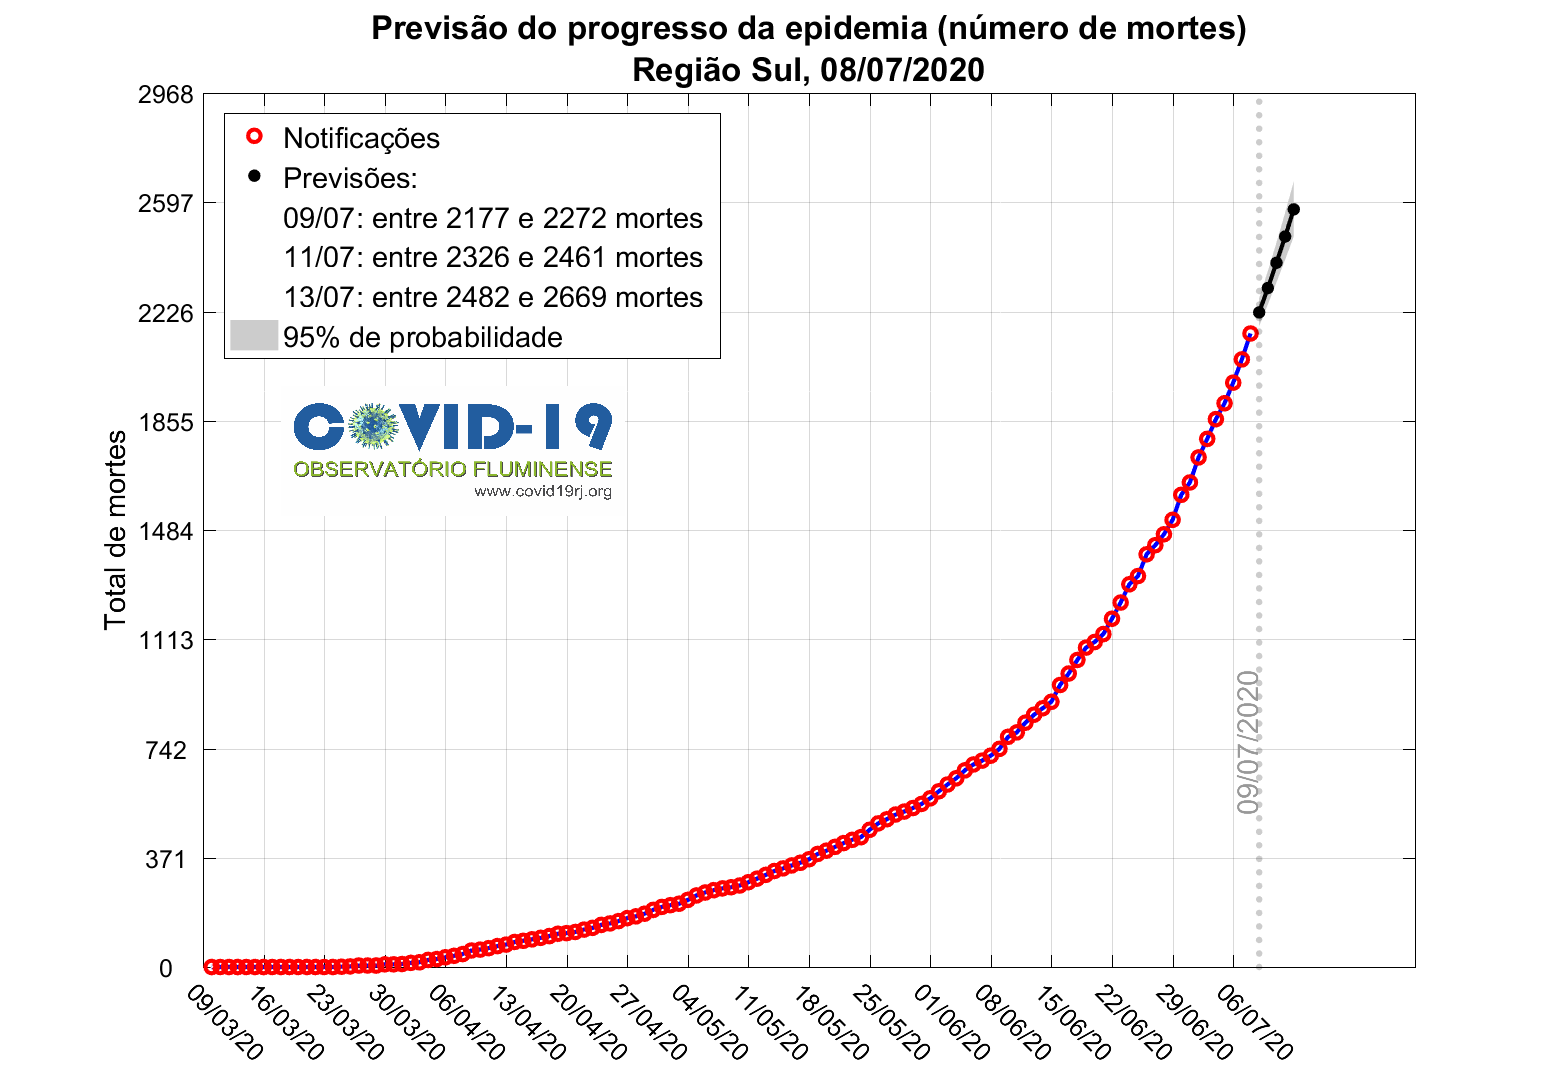 Previsão do progresso da epidemia (número de mortes)
Região Sul, 08/07/2020
Notificações
Previsões:
09/07: entre 2177 e 2272 mortes
11/07: entre 2326 e 2461 mortes
13/07: entre 2482 e 2669 mortes
95% de probabilidade
COVID-19
OBSERVATÓRIO FLUMINENSE
www.covid19rj.org
Total de mortes
2968
2597
2226
1855
1484
1113
742
371
0
09/07/2020
09/03/20
16/03/20
23/03/20
30/03/20
06/04/20
13/04/20
20/04/20
27/04/20
04/05/20
11/05/20
18/05/20
25/05/20
01/06/20
08/06/20
15/06/20
22/06/20
29/06/20
06/07/20